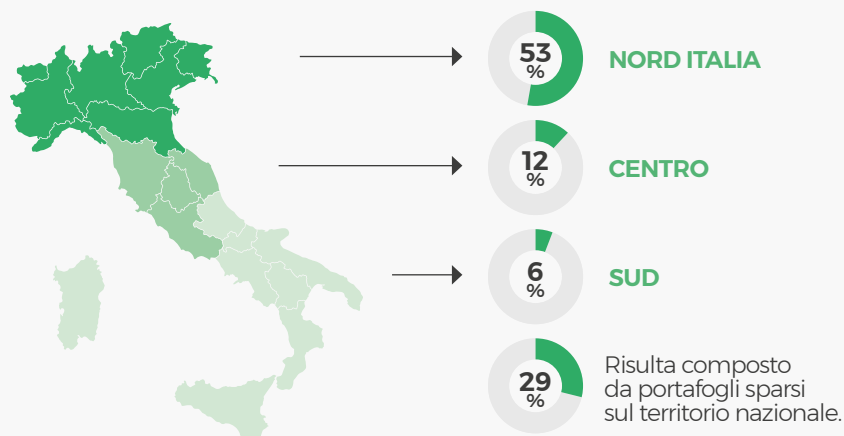 53
%
NORD ITALIA
12
%
CENTRO
6
%
SUD
29
%
Risulta composto
da portafogli sparsi
sul territorio nazionale.